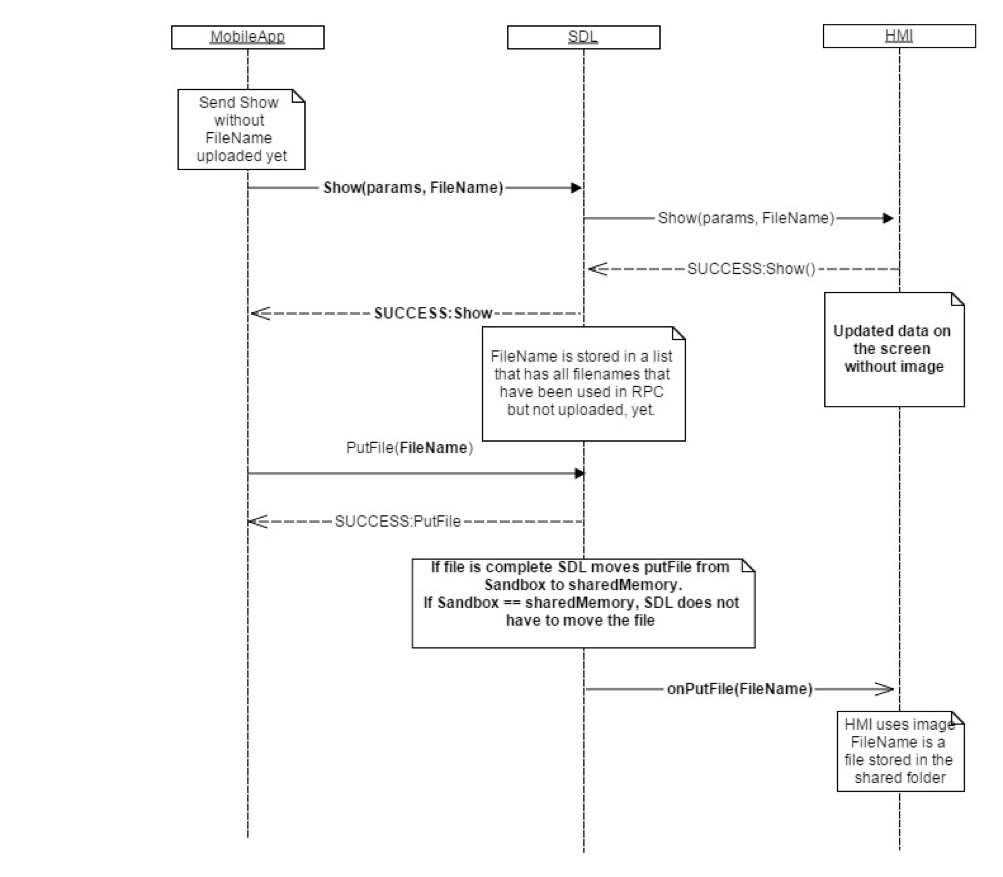 MobileApp
SDL
HMI
Send Show
without
FileName
uploaded yet
Show(params, FileName)
Show(params, FileName)
SUCCESS:Show()
SUCCESS:Show
Updated data on
the screen
without image
FileName is stored in a list
that has all filenames that
have been used in RPC
but not uploaded, yet.
PutFile(FileName)
SUCCESS:PutFile
If file is complete SDL moves putFile from
Sandbox to sharedMemory.
If Sandbox == sharedMemory, SDL does not
have to move the file
onPutFile(FileName)
HMI uses image
FileName is a
file stored in the
shared folder